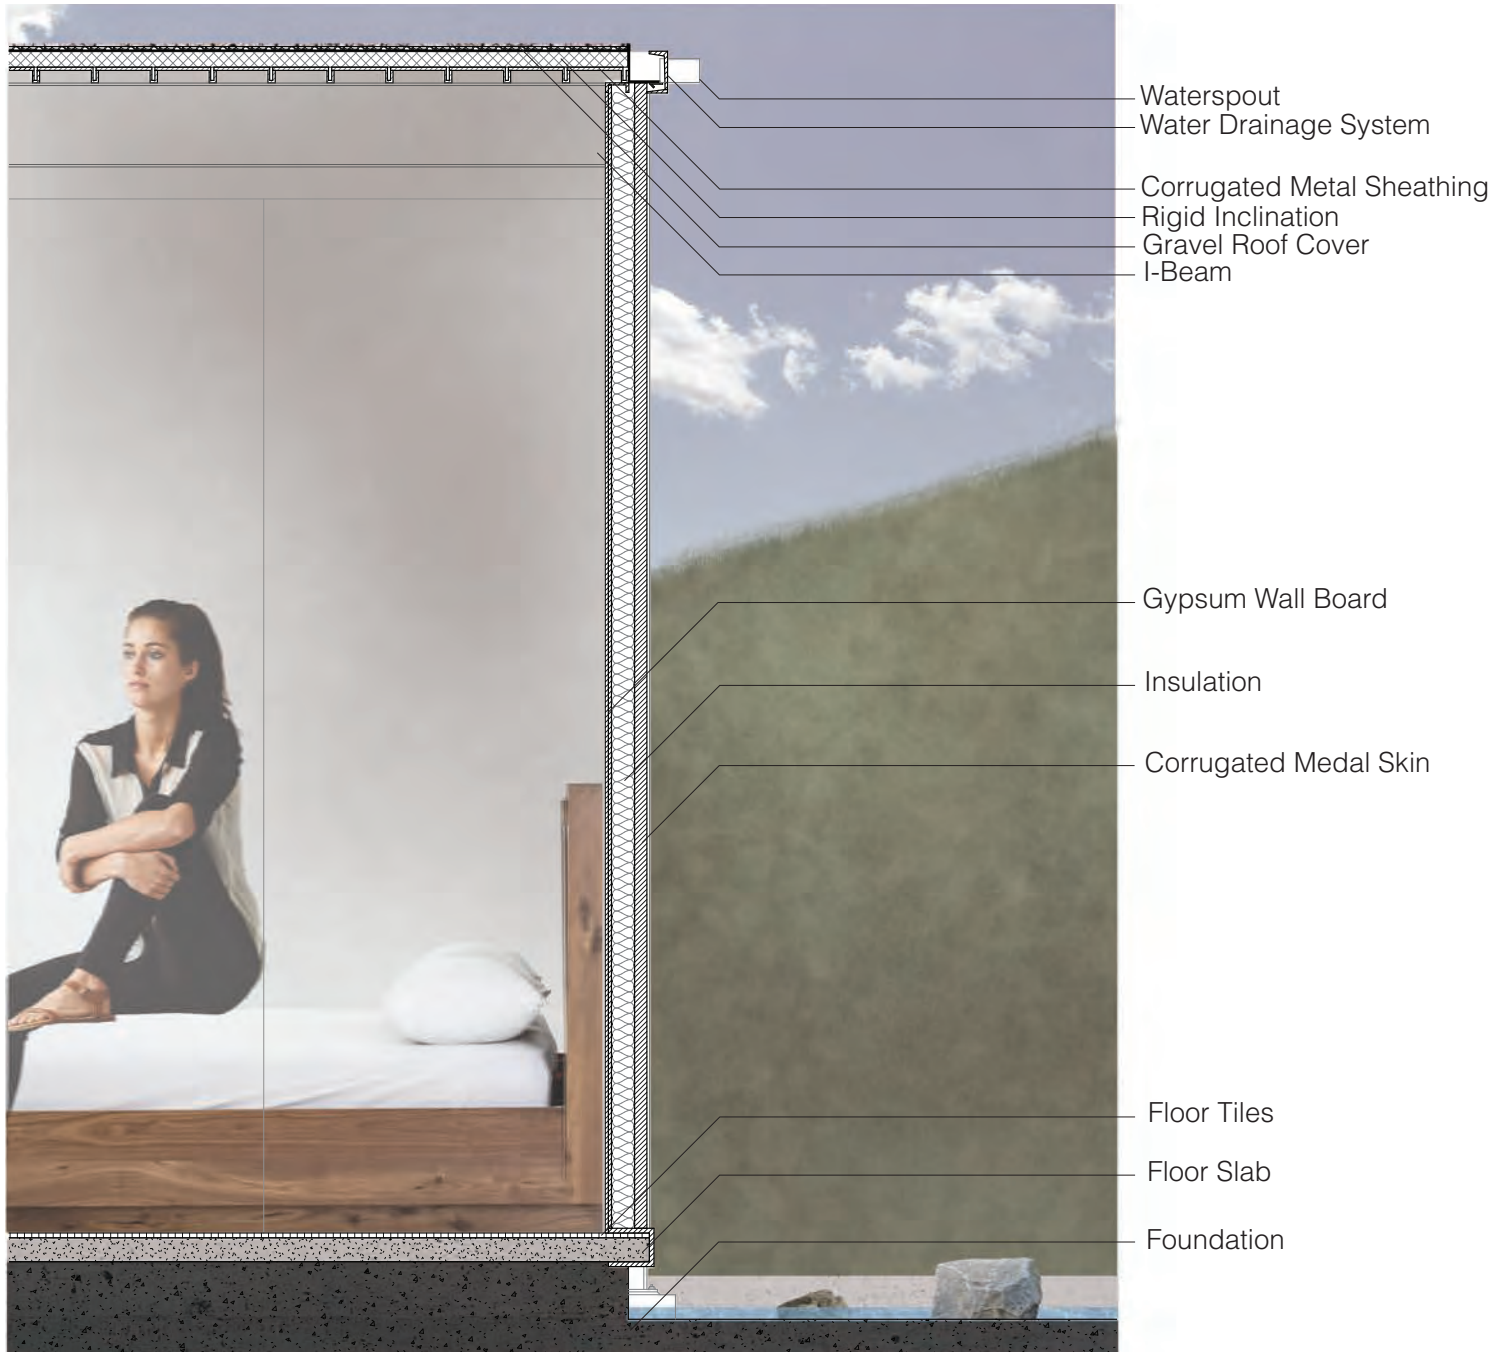 Waterspout
Water Drainage System
Corrugated Metal Sheathing
Rigid Inclination
Gravel Roof Cover
I-Beam
Gypsum Wall Board
Insulation
Corrugated Medal Skin
Floor Tiles
Floor Slab
Foundation